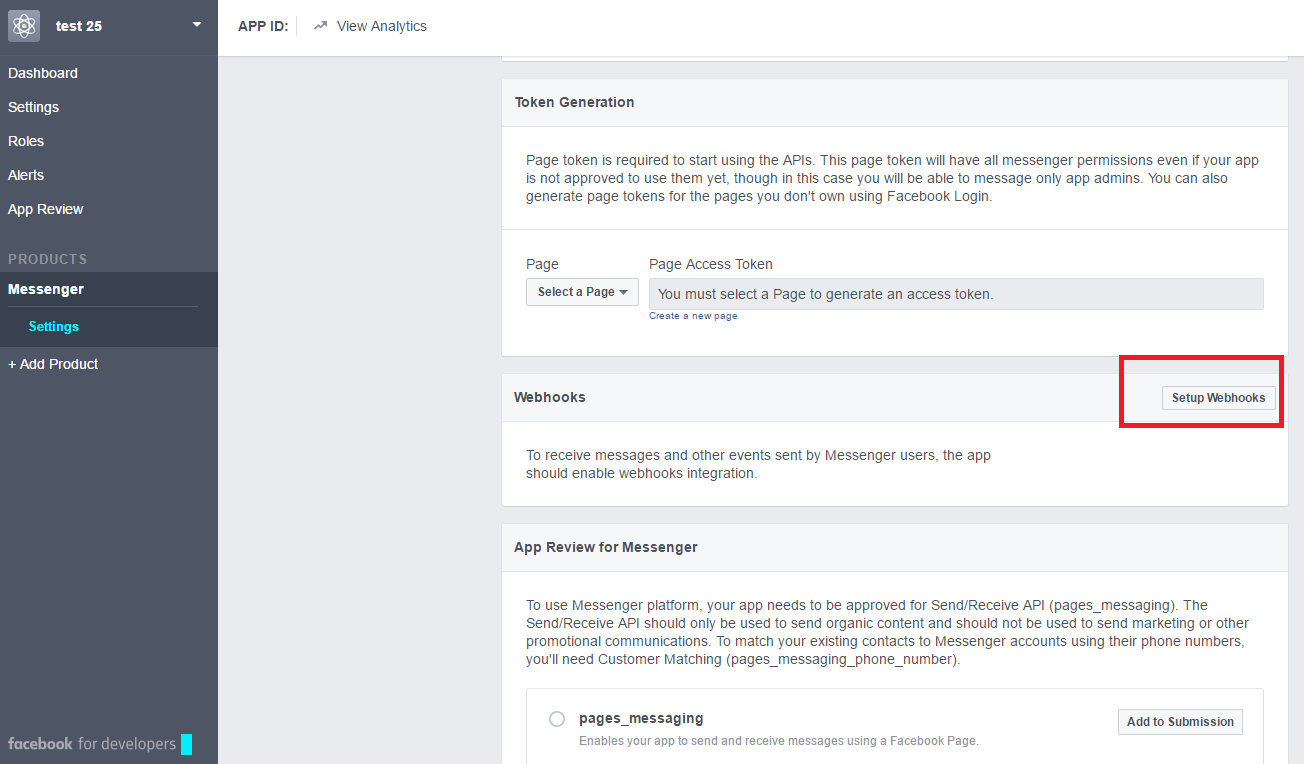 test 25
Dashboard
Settings
Roles
Alerts
App Review
PRODUCTS
Messenger
Settings
+ Add Product
facebook for developers
APP ID:
View Analytics
Token Generation
Page token is required to start using the APIs. This page token will have all messenger permissions even if your app
is not approved to use them yet, though in this case you will be able to message only app admins. You can also
generate page tokens for the pages you don't own using Facebook Login.
Page
Page Access Token
Select a Page
You must select a Page to generate an access token.
Create a new page
Webhooks
Setup Webhooks
To receive messages and other events sent by Messenger users, the app
should enable webhooks integration.
App Review for Messenger
To use Messenger platform, your app needs to be approved for Send/Receive API (pages_messaging). The
Send/Receive API should only be used to send organic content and should not be used to send marketing or other
promotional communications. To match your existing contacts to Messenger accounts using their phone numbers,
you'll need Customer Matching (pages_messaging_phone_number).
pages_messaging
Add to Submission
Enables your app to send and receive messages using a Facebook Page.